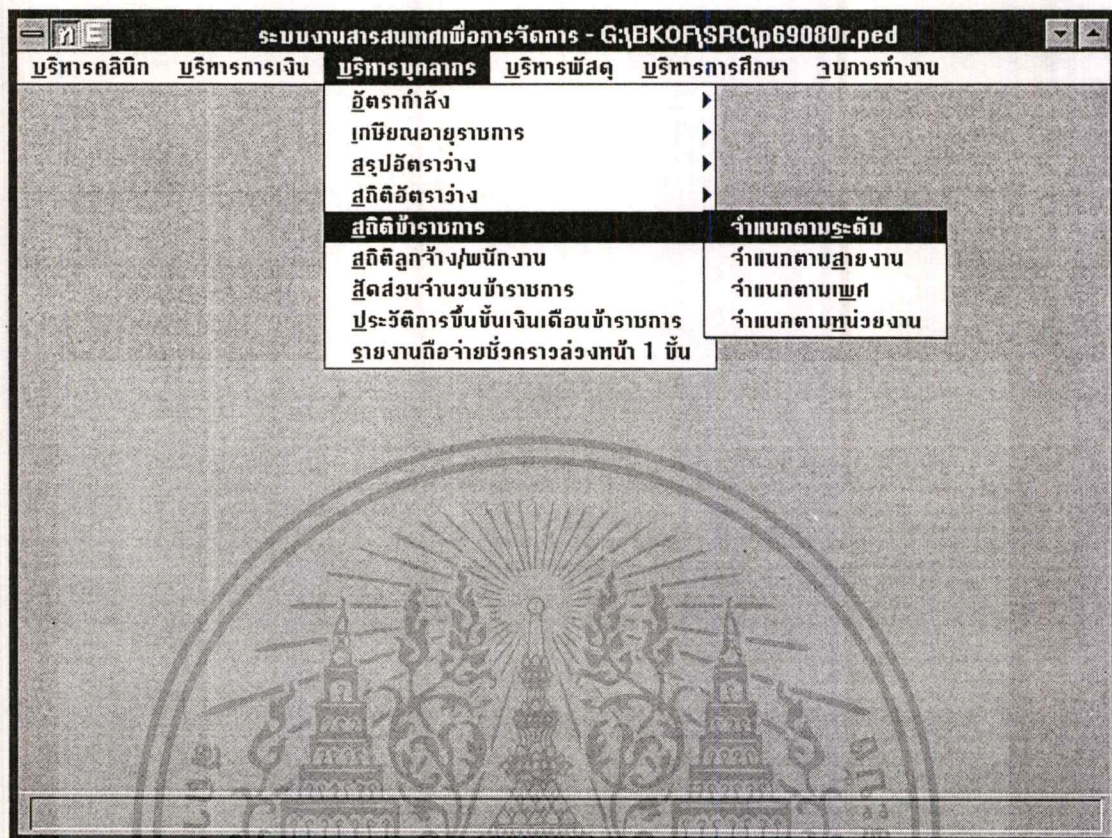 ท E ระบบงานสารสนเทศเพื่อการจัดการ - G:\BKOF\SRC\p69080r.ped
บริหารคลินิก บริหารการเงิน บริหารบุคลากร บริหารพัสดุ บริหารการศึกษา จบการทำงาน
อัตรากำลัง
เกษียณอายุราชการ
สรุปอัตราว่าง
สถิติอัตราว่าง
สถิติข้าราชการ
สถิติลูกจ้าง/พนักงาน
สัดส่วนจำนวนข้าราชการ
ประวัติการขึ้นขั้นเงินเดือนข้าราชการ
รายงานถือจ่ายชั่วคราวล่วงหน้า 1 ขั้น
จำแนกตามระดับ
จำแนกตามสายงาน
จำแนกตามเพศ
จำแนกตามหน่วยงาน